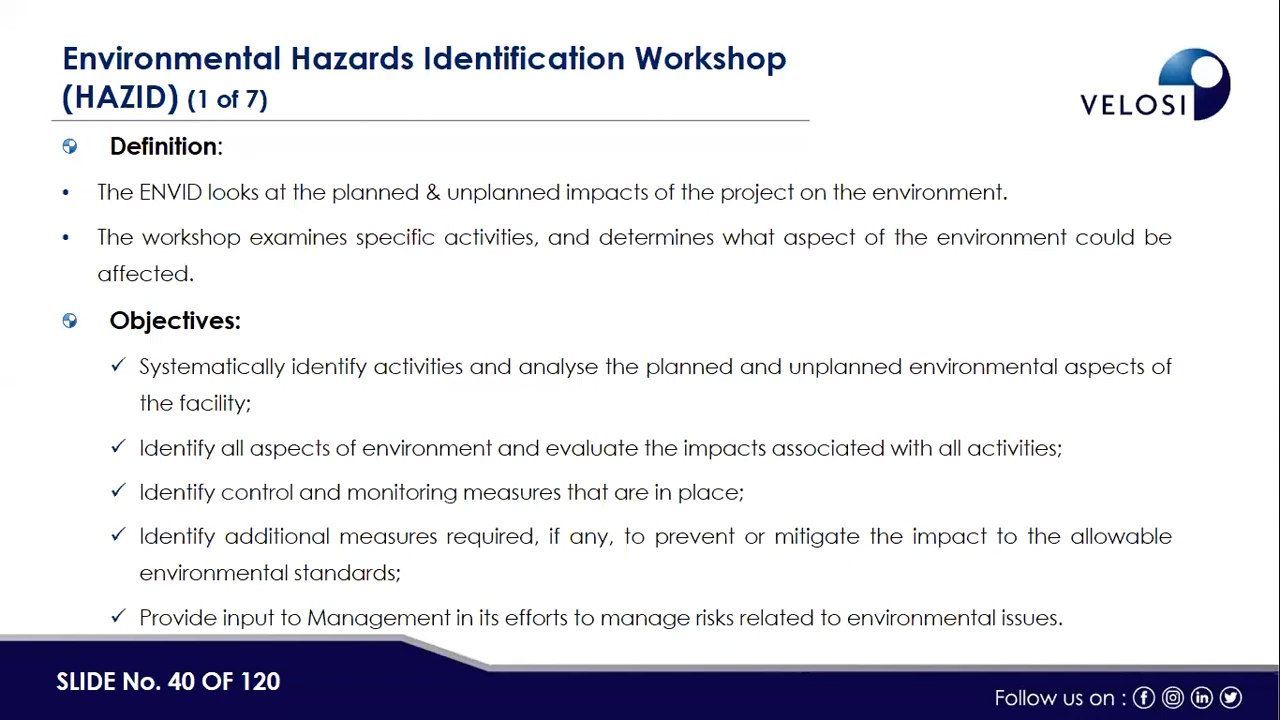 Environmental Hazards Identification Workshop
(HAZID) (1 of 7)
VELOSI
Definition:
• The ENVID looks at the planned & unplanned impacts of the project on the environment.
• The workshop examines specific activities, and determines what aspect of the environment could be
affected.
Objectives:
✓ Systematically identify activities and analyse the planned and unplanned environmental aspects of
the facility;
✓ Identify all aspects of environment and evaluate the impacts associated with all activities;
✓ Identify control and monitoring measures that are in place;
✓ Identify additional measures required, if any, to prevent or mitigate the impact to the allowable
environmental standards;
✓ Provide input to Management in its efforts to manage risks related to environmental issues.
SLIDE No. 40 OF 120
Follow us on :